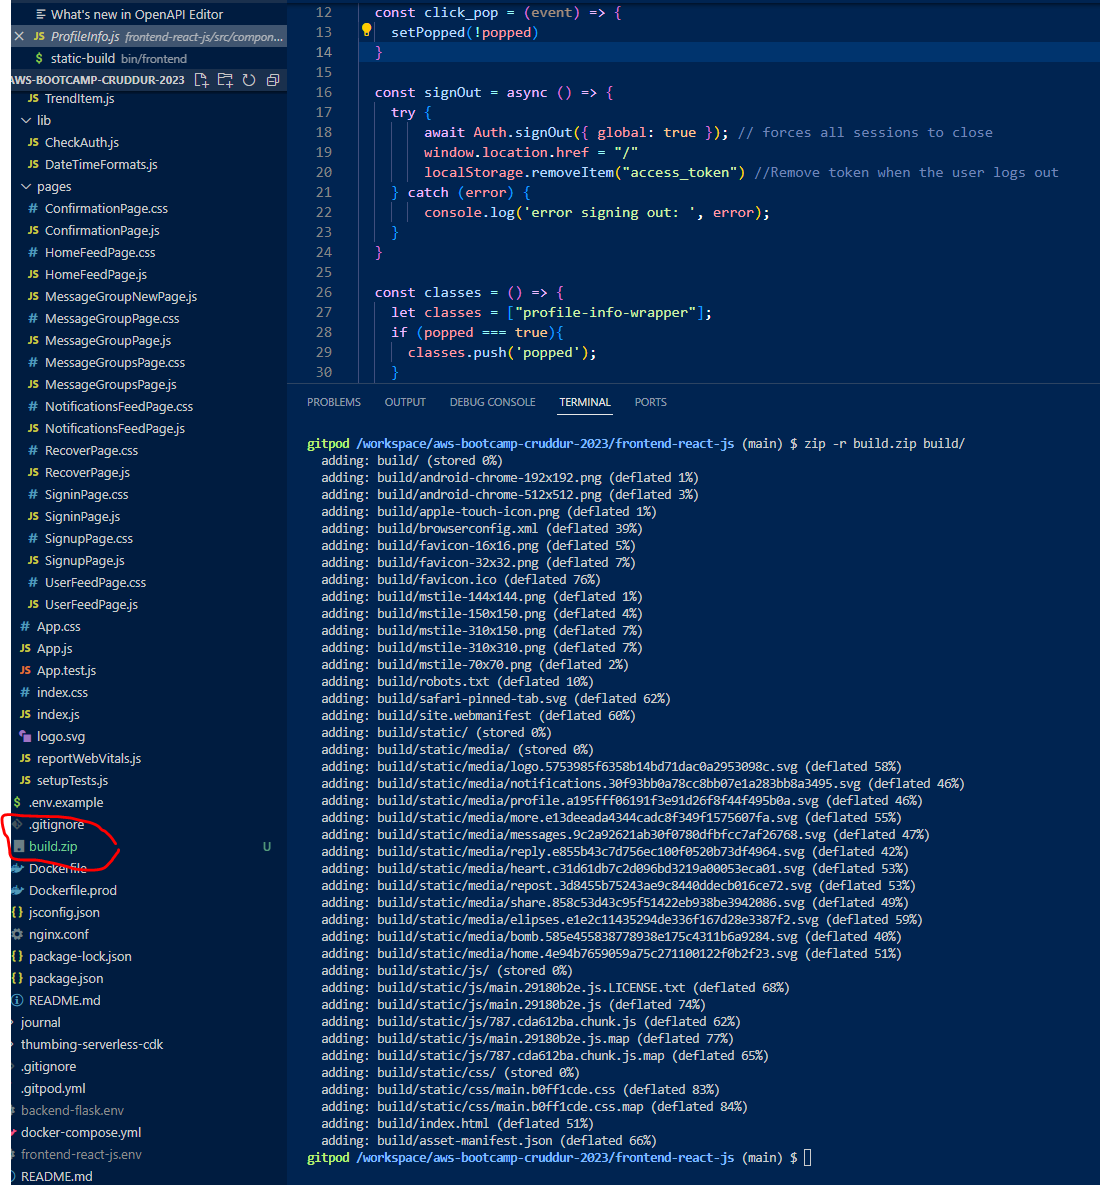 What's new in OpenAPI Editor
JS ProfileInfo.js frontend-react-js/src/compon...
$ static-build bin/frontend
AWS-BOOTCAMP-CRUDDUR-2023
JS TrendItem.js
lib
JS CheckAuth.js
JS DateTimeFormats.js
pages
# ConfirmationPage.css
JS ConfirmationPage.js
# HomeFeedPage.css
JS HomeFeedPage.js
JS MessageGroupNewPage.js
# MessageGroupPage.css
JS MessageGroupPage.js
# MessageGroupsPage.css
JS MessageGroupsPage.js
# NotificationsFeedPage.css
JS NotificationsFeedPage.js
# RecoverPage.css
JS RecoverPage.js
# SigninPage.css
JS SigninPage.js
# SignupPage.css
JS SignupPage.js
# UserFeedPage.css
JS UserFeedPage.js
# App.css
JS App.js
JS App.test.js
# index.css
JS index.js
logo.svg
JS reportWebVitals.js
JS setupTests.js
$ .env.example
.gitignore
build.zip U
Dockerfile
Dockerfile.prod
{} jsconfig.json
nginx.conf
{} package-lock.json
{} package.json
README.md
journal
thumbing-serverless-cdk
.gitignore
.gitpod.yml
backend-flask.env
docker-compose.yml
frontend-react-js.env
README.md
12 const click_pop = (event) => {
13 setPopped(!popped)
14 }
15
16 const signOut = async () => {
17 try {
18 await Auth.signOut({ global: true }); // forces all sessions to close
19 window.location.href = "/"
20 localStorage.removeItem("access_token") //Remove token when the user logs out
21 } catch (error) {
22 console.log('error signing out: ', error);
23 }
24 }
25
26 const classes = () => {
27 let classes = ["profile-info-wrapper"];
28 if (popped === true){
29 classes.push('popped');
30 }
PROBLEMS OUTPUT DEBUG CONSOLE TERMINAL PORTS
gitpod /workspace/aws-bootcamp-cruddur-2023/frontend-react-js (main) $ zip -r build.zip build/
adding: build/ (stored 0%)
adding: build/android-chrome-192x192.png (deflated 1%)
adding: build/android-chrome-512x512.png (deflated 3%)
adding: build/apple-touch-icon.png (deflated 1%)
adding: build/browserconfig.xml (deflated 39%)
adding: build/favicon-16x16.png (deflated 5%)
adding: build/favicon-32x32.png (deflated 7%)
adding: build/favicon.ico (deflated 76%)
adding: build/mstile-144x144.png (deflated 1%)
adding: build/mstile-150x150.png (deflated 4%)
adding: build/mstile-310x150.png (deflated 7%)
adding: build/mstile-310x310.png (deflated 7%)
adding: build/mstile-70x70.png (deflated 2%)
adding: build/robots.txt (deflated 10%)
adding: build/safari-pinned-tab.svg (deflated 62%)
adding: build/site.webmanifest (deflated 60%)
adding: build/static/ (stored 0%)
adding: build/static/media/ (stored 0%)
adding: build/static/media/logo.5753985f6358b14bd71dac0a2953098c.svg (deflated 58%)
adding: build/static/media/notifications.30f93bb0a78cc8bb07e1a283bb8a3495.svg (deflated 46%)
adding: build/static/media/profile.a195fff06191f3e91d26f8f44f495b0a.svg (deflated 46%)
adding: build/static/media/more.e13deeada4344cadc8f349f1575607fa.svg (deflated 55%)
adding: build/static/media/messages.9c2a92621ab30f0780dfbfcc7af26768.svg (deflated 47%)
adding: build/static/media/reply.e855b43c7d756ec100f0520b73df4964.svg (deflated 42%)
adding: build/static/media/heart.c31d61db7c2d096bd3219a00053eca01.svg (deflated 53%)
adding: build/static/media/repost.3d8455b75243ae9c8440ddecb016ce72.svg (deflated 53%)
adding: build/static/media/share.858c53d43c95f51422eb938be3942086.svg (deflated 49%)
adding: build/static/media/elipses.e1e2c11435294de336f167d28e3387f2.svg (deflated 59%)
adding: build/static/media/bomb.585e455838778938e175c4311b6a9284.svg (deflated 40%)
adding: build/static/media/home.4e94b7659059a75c271100122f0b2f23.svg (deflated 51%)
adding: build/static/js/ (stored 0%)
adding: build/static/js/main.29180b2e.js.LICENSE.txt (deflated 68%)
adding: build/static/js/main.29180b2e.js (deflated 74%)
adding: build/static/js/787.cda612ba.chunk.js (deflated 62%)
adding: build/static/js/main.29180b2e.js.map (deflated 77%)
adding: build/static/js/787.cda612ba.chunk.js.map (deflated 65%)
adding: build/static/css/ (stored 0%)
adding: build/static/css/main.b0ff1cde.css (deflated 83%)
adding: build/static/css/main.b0ff1cde.css.map (deflated 84%)
adding: build/index.html (deflated 51%)
adding: build/asset-manifest.json (deflated 66%)
gitpod /workspace/aws-bootcamp-cruddur-2023/frontend-react-js (main) $